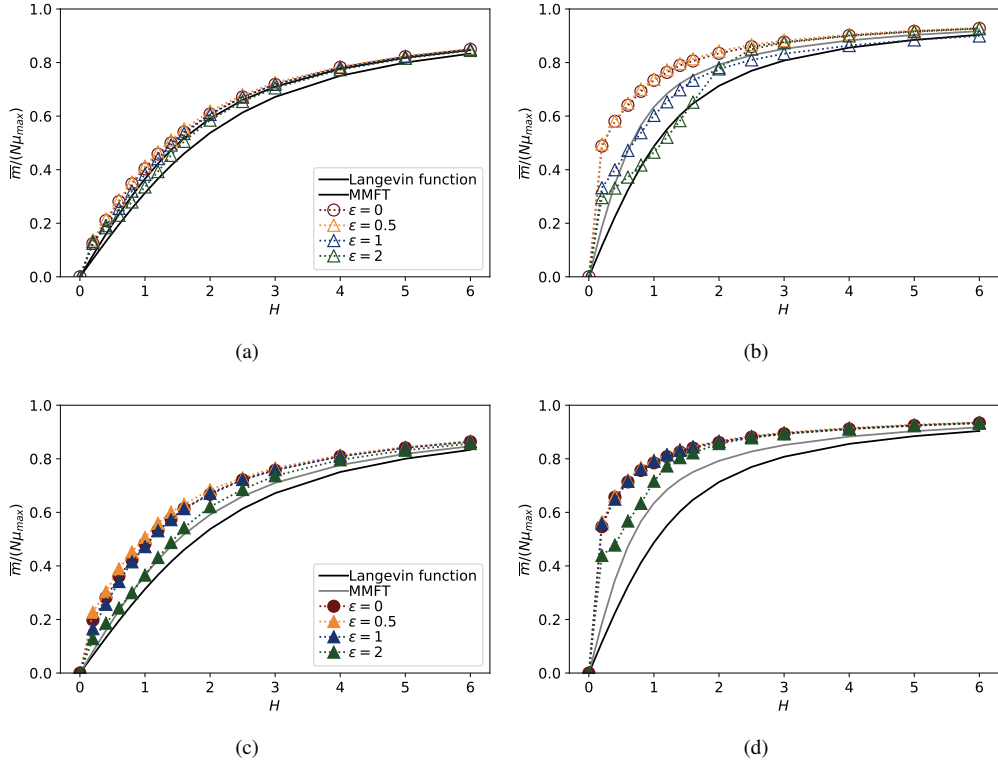 1.0
0.8
0.6
0.4
0.2
0.0
m̅/(Nμmax)
0 1 2 3 4 5 6
H
Langevin function
MMFT
ε = 0
ε = 0.5
ε = 1
ε = 2
(a)
1.0
0.8
0.6
0.4
0.2
0.0
m̅/(Nμmax)
0 1 2 3 4 5 6
H
(b)
1.0
0.8
0.6
0.4
0.2
0.0
m̅/(Nμmax)
0 1 2 3 4 5 6
H
Langevin function
MMFT
ε = 0
ε = 0.5
ε = 1
ε = 2
(c)
1.0
0.8
0.6
0.4
0.2
0.0
m̅/(Nμmax)
0 1 2 3 4 5 6
H
(d)